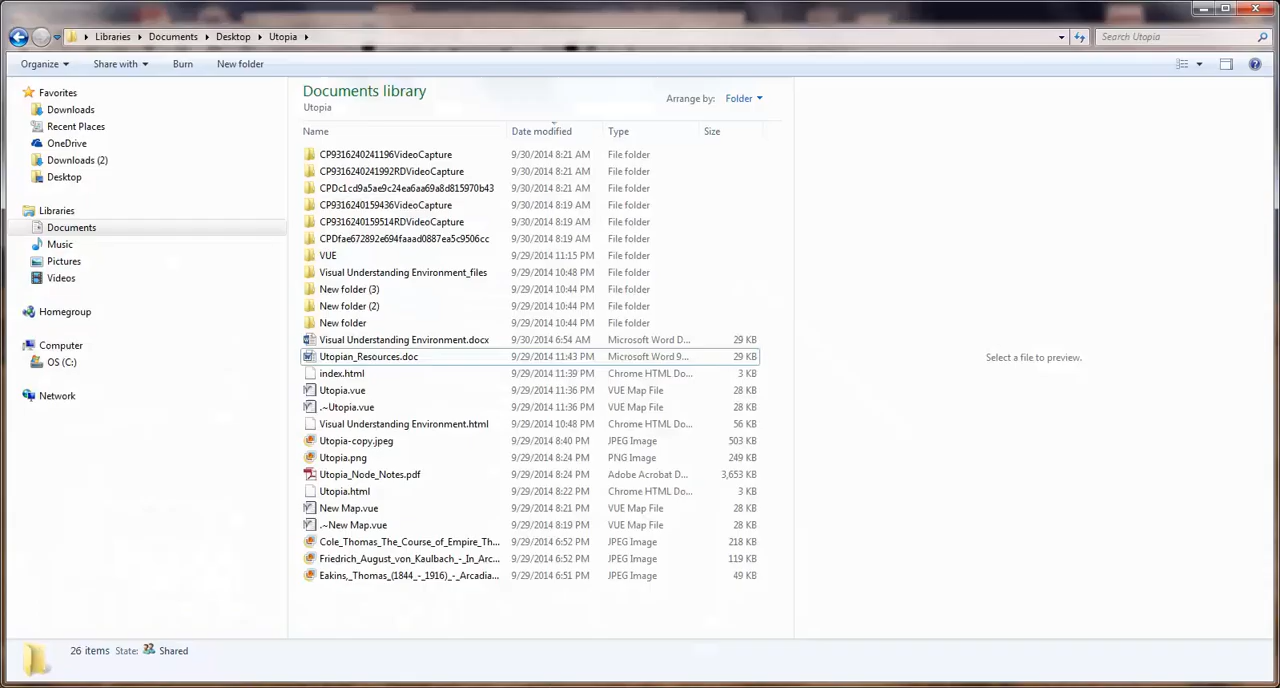 Libraries Documents Desktop Utopia
Search Utopia
Organize Share with Burn New folder
Favorites
Downloads
Recent Places
OneDrive
Downloads (2)
Desktop
Libraries
Documents
Music
Pictures
Videos
Homegroup
Computer
OS (C:)
Network
Documents library
Utopia
Arrange by: Folder
Name Date modified Type Size
CP9316240241196VideoCapture 9/30/2014 8:21 AM File folder
CP9316240241992RDVideoCapture 9/30/2014 8:21 AM File folder
CPDc1cd9a5ae9c24ea6aa69a8d815970b43 9/30/2014 8:21 AM File folder
CP9316240159436VideoCapture 9/30/2014 8:19 AM File folder
CP9316240159514RDVideoCapture 9/30/2014 8:19 AM File folder
CPDfae672892e694faaad0887ea5c9506cc 9/30/2014 8:19 AM File folder
VUE 9/29/2014 11:15 PM File folder
Visual Understanding Environment_files 9/29/2014 10:48 PM File folder
New folder (3) 9/29/2014 10:44 PM File folder
New folder (2) 9/29/2014 10:44 PM File folder
New folder 9/29/2014 10:44 PM File folder
Visual Understanding Environment.docx 9/30/2014 6:54 AM Microsoft Word D... 29 KB
Utopian_Resources.doc 9/29/2014 11:43 PM Microsoft Word 9... 29 KB
index.html 9/29/2014 11:39 PM Chrome HTML Do... 3 KB
Utopia.vue 9/29/2014 11:36 PM VUE Map File 28 KB
.~Utopia.vue 9/29/2014 11:36 PM VUE Map File 28 KB
Visual Understanding Environment.html 9/29/2014 10:48 PM Chrome HTML Do... 56 KB
Utopia-copy.jpeg 9/29/2014 8:40 PM JPEG Image 503 KB
Utopia.png 9/29/2014 8:24 PM PNG Image 249 KB
Utopia_Node_Notes.pdf 9/29/2014 8:24 PM Adobe Acrobat D... 3,653 KB
Utopia.html 9/29/2014 8:22 PM Chrome HTML Do... 3 KB
New Map.vue 9/29/2014 8:21 PM VUE Map File 28 KB
.~New Map.vue 9/29/2014 8:19 PM VUE Map File 28 KB
Cole_Thomas_The_Course_of_Empire_Th... 9/29/2014 6:52 PM JPEG Image 218 KB
Friedrich_August_von_Kaulbach_-_In_Arc... 9/29/2014 6:52 PM JPEG Image 119 KB
Eakins,_Thomas_(1844_-_1916)_-_Arcadia... 9/29/2014 6:51 PM JPEG Image 49 KB
Select a file to preview.
26 items State: Shared